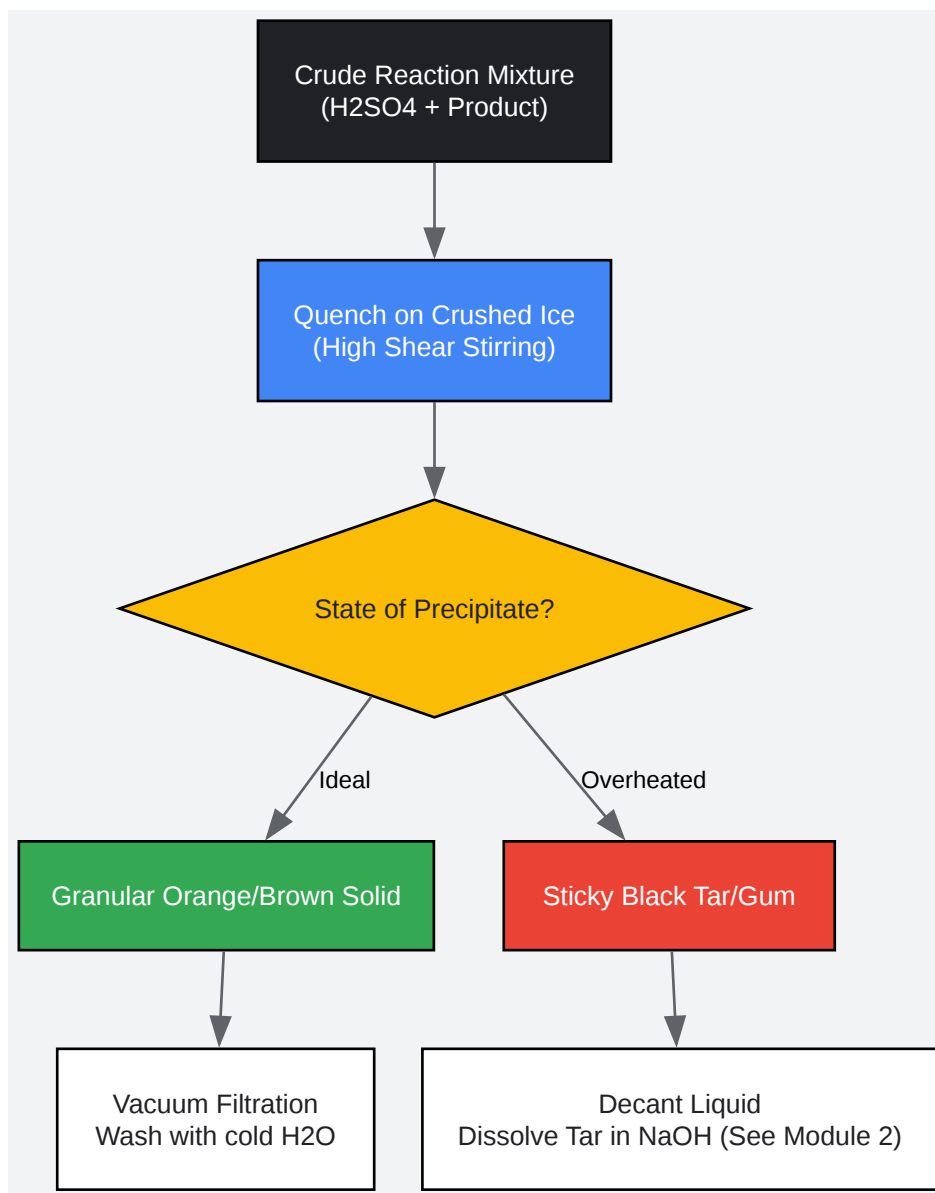 Crude Reaction Mixture
(H2SO4 + Product)
Quench on Crushed Ice
(High Shear Stirring)
State of Precipitate?
Ideal
Overheated
Granular Orange/Brown Solid
Sticky Black Tar/Gum
Vacuum Filtration
Wash with cold H2O
Decant Liquid
Dissolve Tar in NaOH (See Module 2)